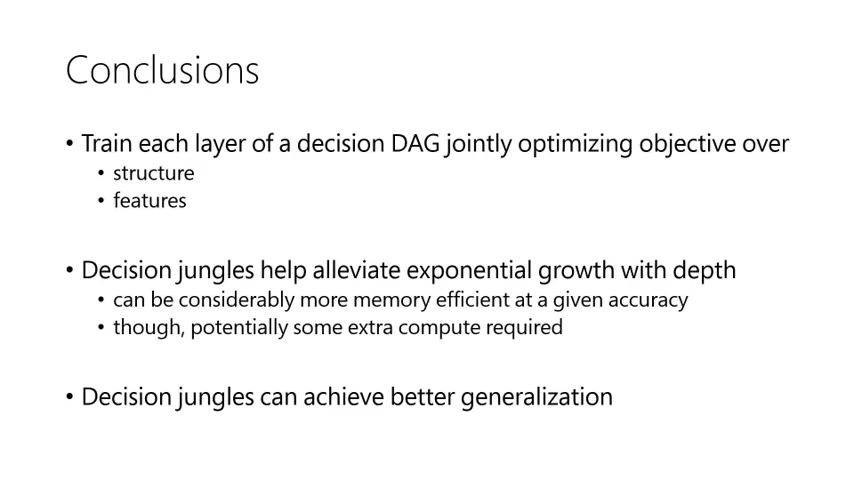 Conclusions
• Train each layer of a decision DAG jointly optimizing objective over
• structure
• features
• Decision jungles help alleviate exponential growth with depth
• can be considerably more memory efficient at a given accuracy
• though, potentially some extra compute required
• Decision jungles can achieve better generalization